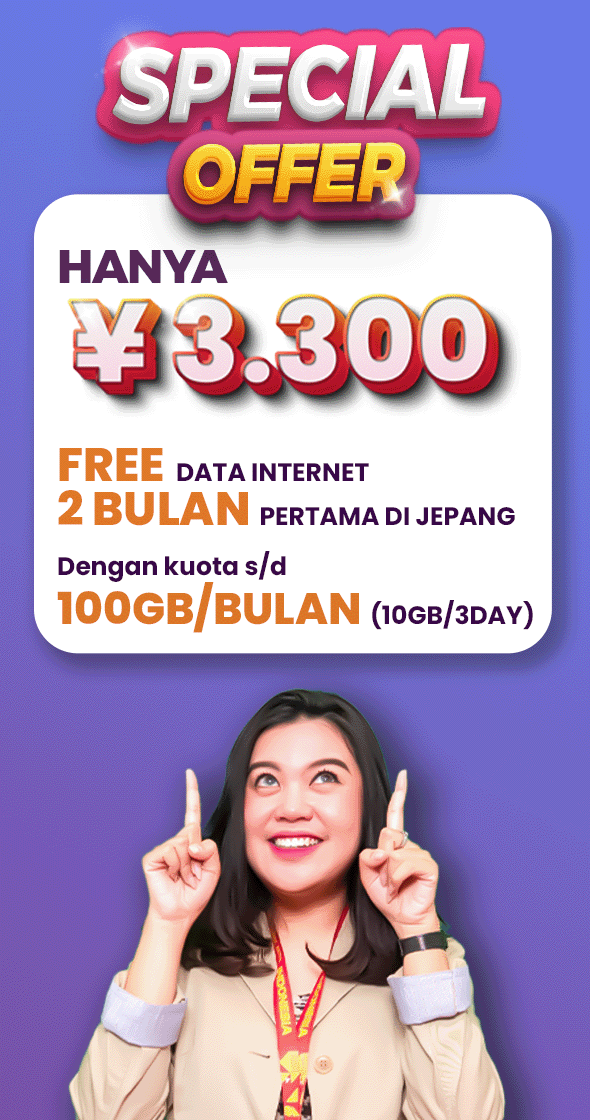 SPECIAL
OFFER
HANYA
¥3.300
FREE DATA INTERNET
2 BULAN PERTAMA DI JEPANG
Dengan kuota s/d
100GB/BULAN (10GB/3DAY)
INDONESIA